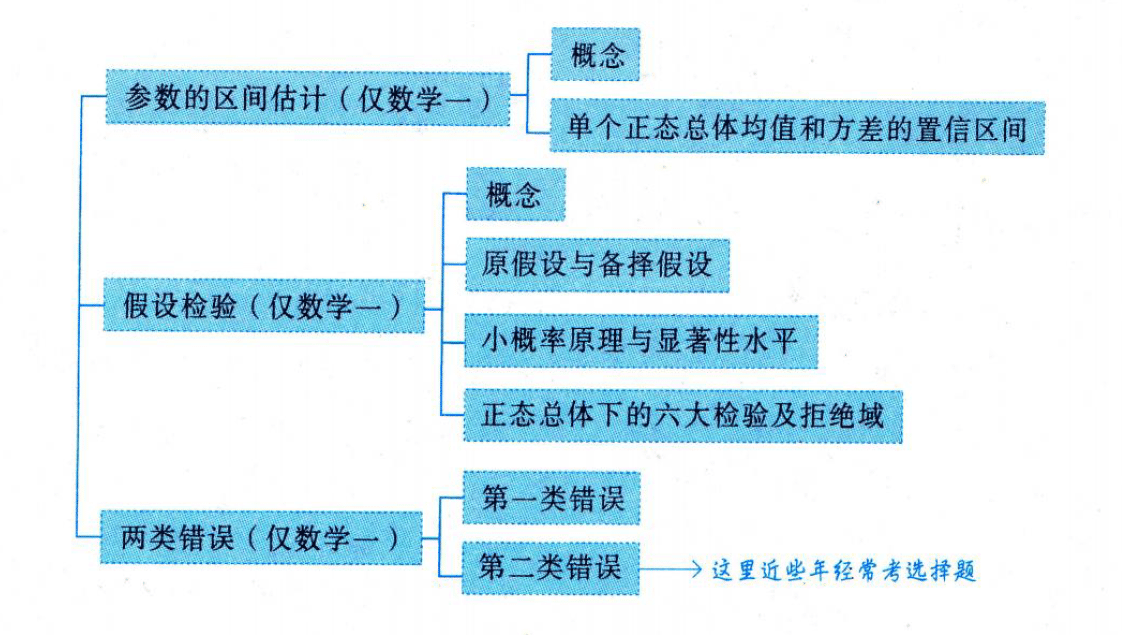 参数的区间估计（仅数学一）
概念
单个正态总体均值和方差的置信区间
假设检验（仅数学一）
概念
原假设与备择假设
小概率原理与显著性水平
正态总体下的六大检验及拒绝域
两类错误（仅数学一）
第一类错误
第二类错误
这里近些年经常考选择题